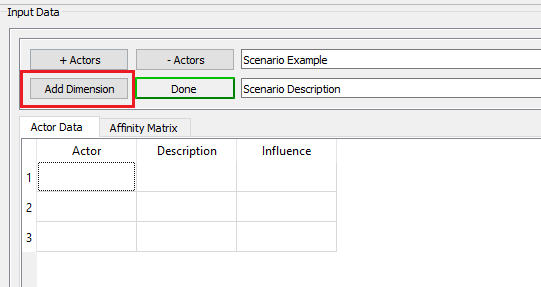 Input Data
+ Actors - Actors Scenario Example
Add Dimension Done Scenario Description
Actor Data Affinity Matrix
Actor Description Influence
1
2
3